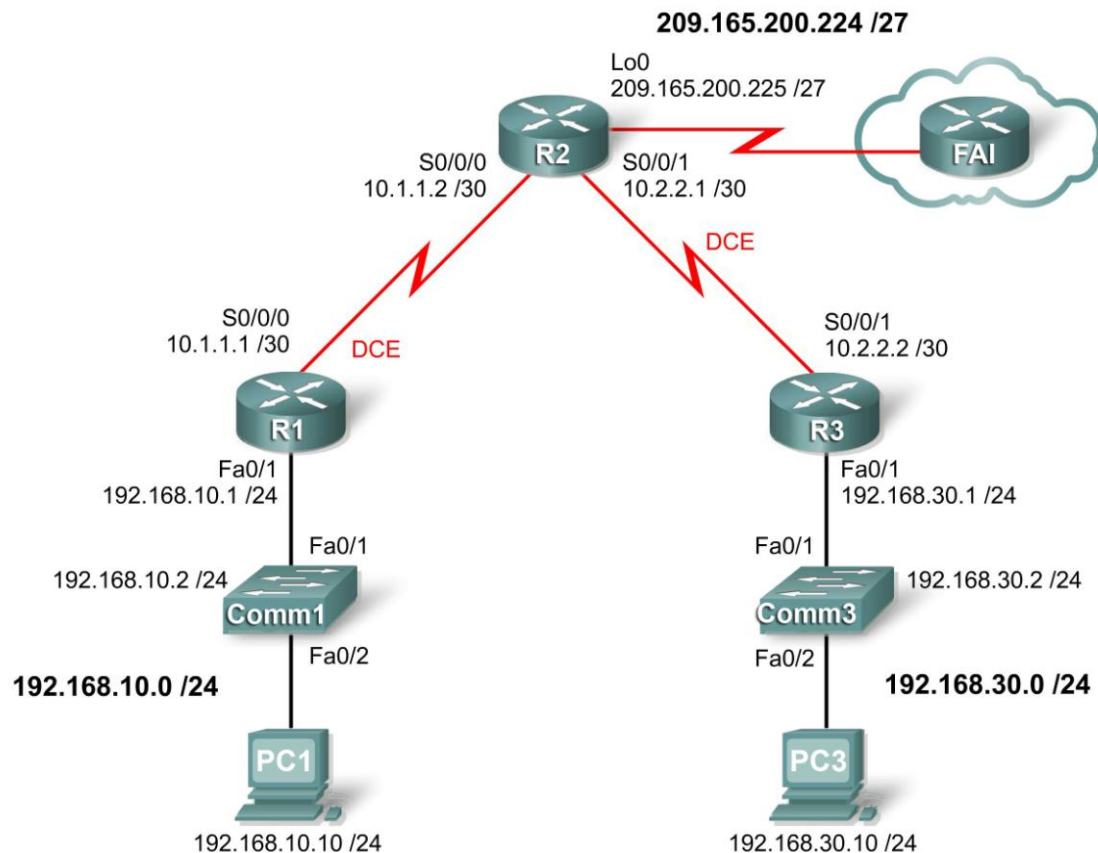 209.165.200.224 /27
Lo0
209.165.200.225 /27
R2
FAI
S0/0/0
10.1.1.2 /30
S0/0/1
10.2.2.1 /30
DCE
S0/0/0
10.1.1.1 /30
DCE
S0/0/1
10.2.2.2 /30
R1
R3
Fa0/1
192.168.10.1 /24
Fa0/1
192.168.30.1 /24
Fa0/1
192.168.10.2 /24
Comm1
Fa0/1
192.168.30.2 /24
Comm3
Fa0/2
192.168.10.0 /24
Fa0/2
192.168.30.0 /24
PC1
192.168.10.10 /24
PC3
192.168.30.10 /24